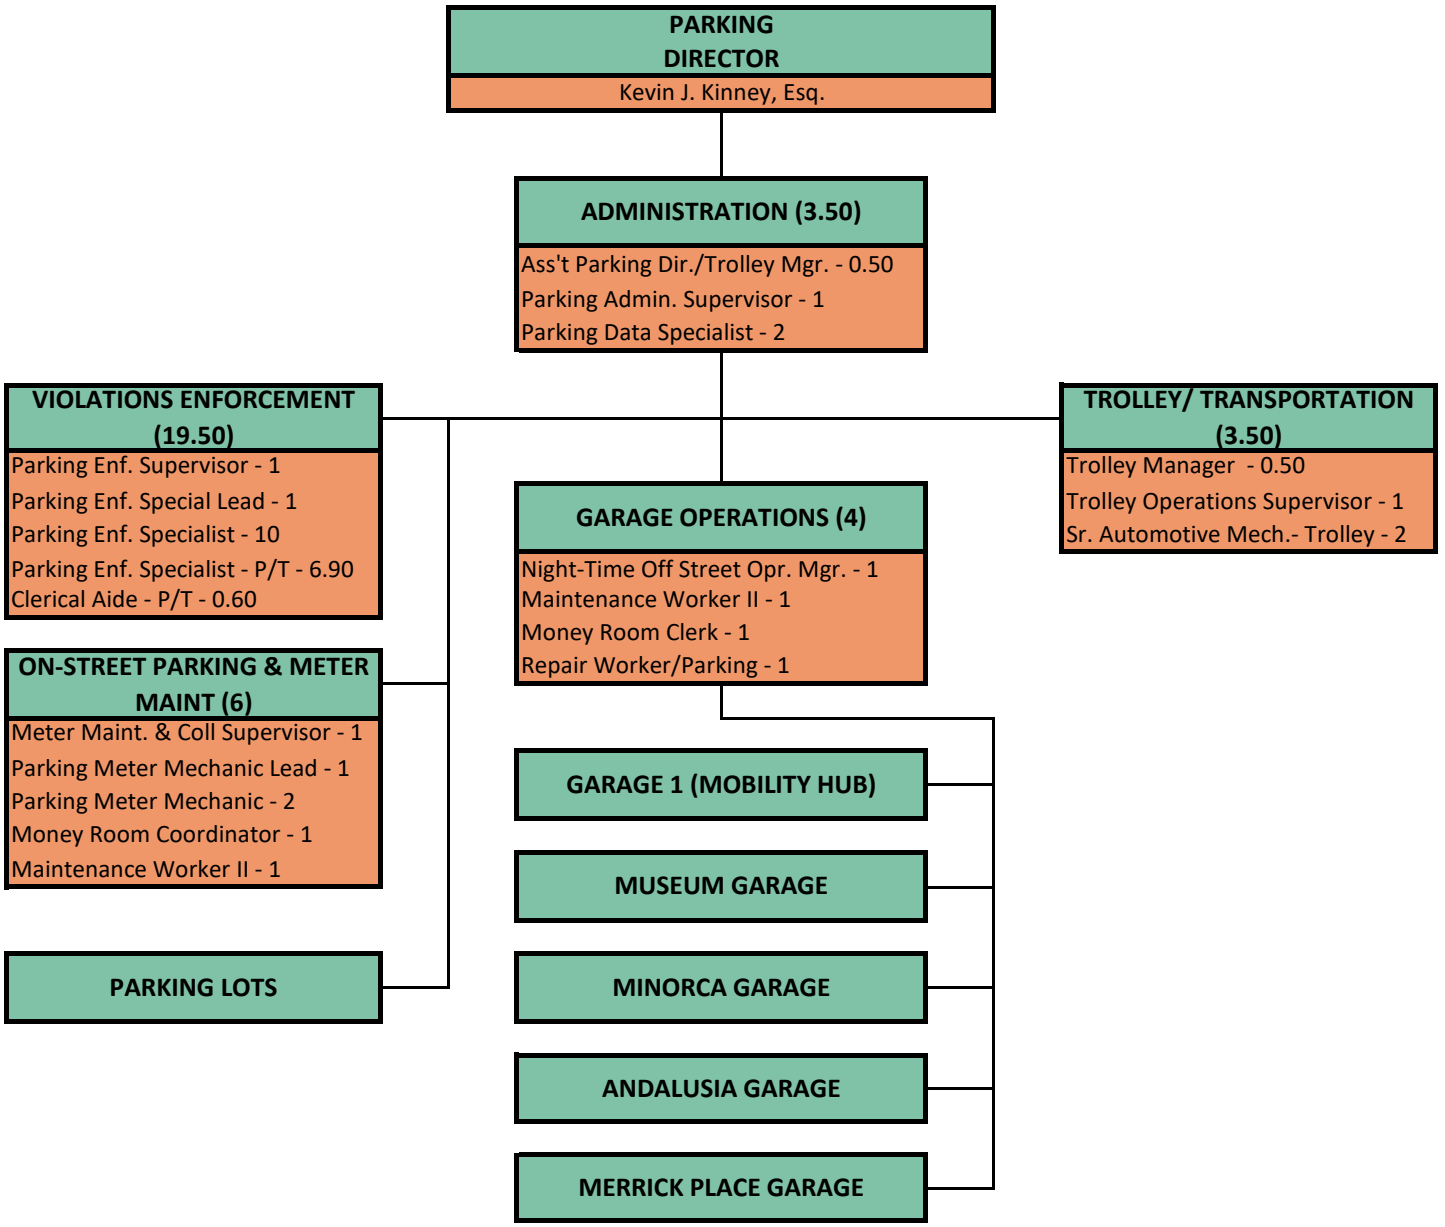 PARKING
DIRECTOR
Kevin J. Kinney, Esq.
ADMINISTRATION (3.50)
Ass't Parking Dir./Trolley Mgr. - 0.50
Parking Admin. Supervisor - 1
Parking Data Specialist - 2
VIOLATIONS ENFORCEMENT
(19.50)
Parking Enf. Supervisor - 1
Parking Enf. Special Lead - 1
Parking Enf. Specialist - 10
Parking Enf. Specialist - P/T - 6.90
Clerical Aide - P/T - 0.60
TROLLEY/ TRANSPORTATION
(3.50)
Trolley Manager  - 0.50
Trolley Operations Supervisor - 1
Sr. Automotive Mech.- Trolley - 2
GARAGE OPERATIONS (4)
Night-Time Off Street Opr. Mgr. - 1
Maintenance Worker II - 1
Money Room Clerk - 1
Repair Worker/Parking - 1
ON-STREET PARKING & METER
MAINT (6)
Meter Maint. & Coll Supervisor - 1
Parking Meter Mechanic Lead - 1
Parking Meter Mechanic - 2
Money Room Coordinator - 1
Maintenance Worker II - 1
PARKING LOTS
GARAGE 1 (MOBILITY HUB)
MUSEUM GARAGE
MINORCA GARAGE
ANDALUSIA GARAGE
MERRICK PLACE GARAGE